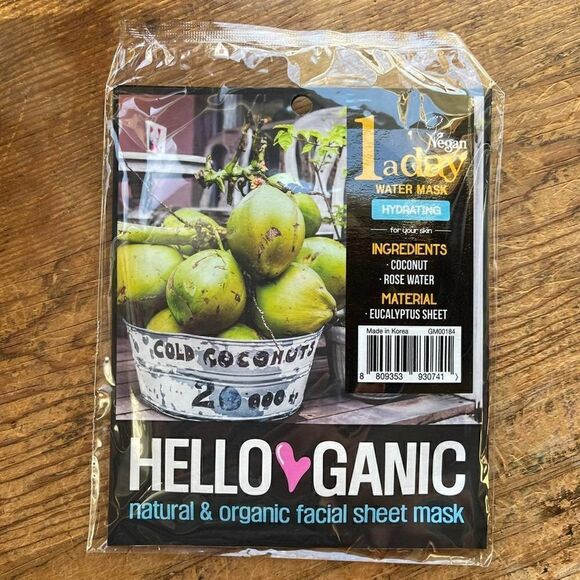 Vegan
1 a day
WATER MASK
HYDRATING
for your skin
INGREDIENTS
· COCONUT
· ROSE WATER
MATERIAL
· EUCALYPTUS SHEET
Made in Korea GM00184
8 809353 930741 >
COLD COCONUTS
HELLO GANIC
natural & organic facial sheet mask